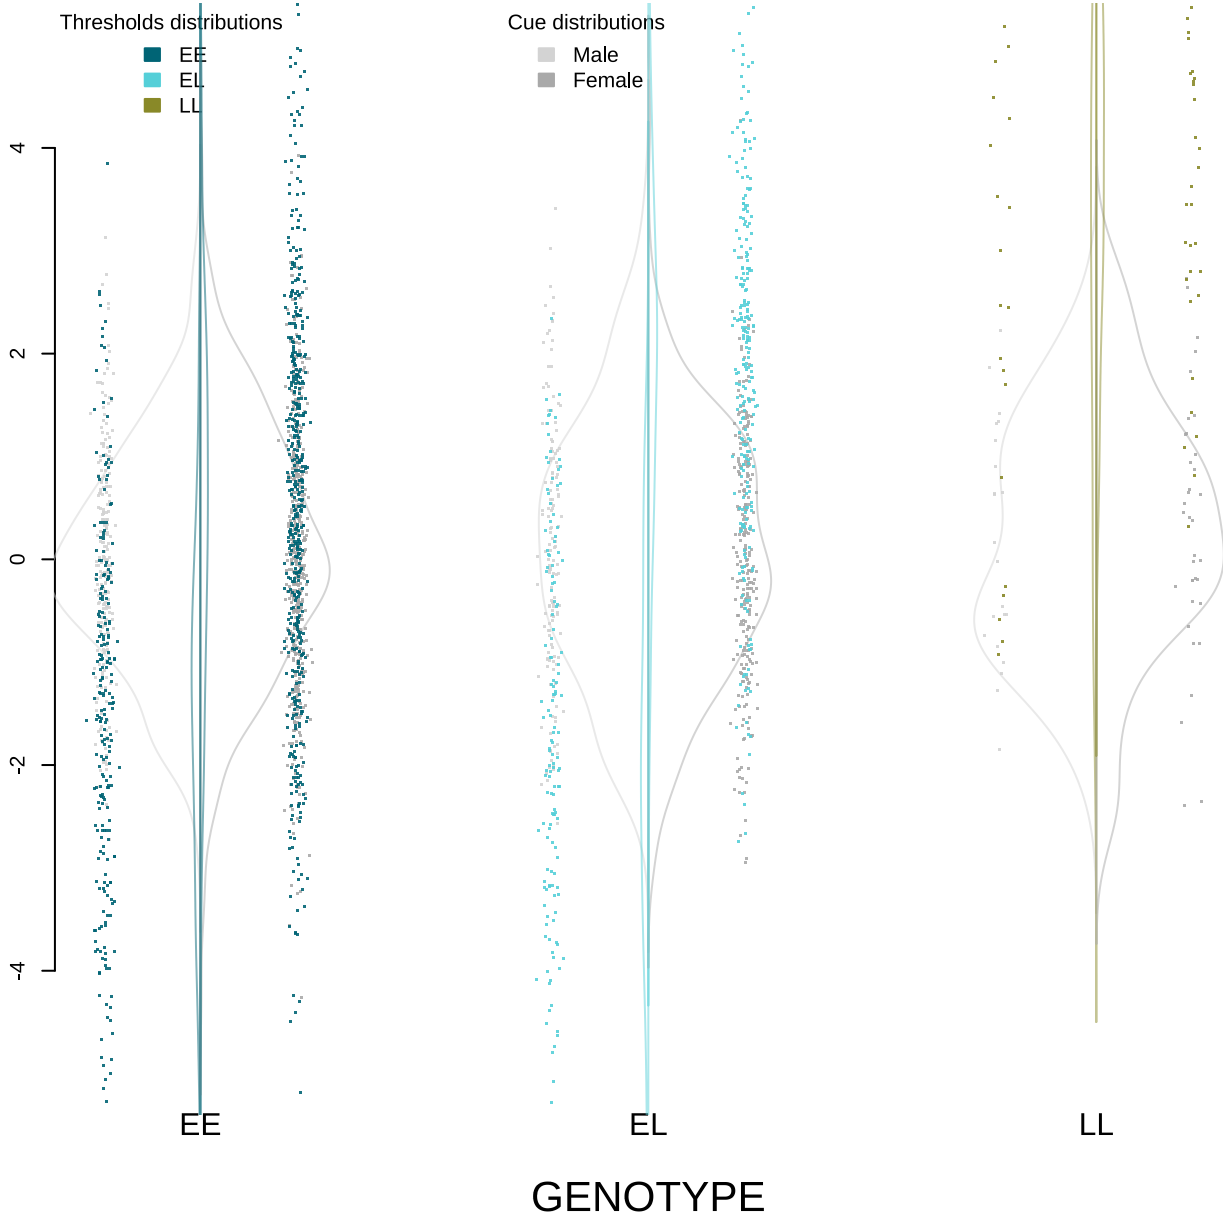 Thresholds distributions
EE
EL
LL
Cue distributions
Male
Female
4
2
0
-2
-4
EE
EL
LL
GENOTYPE